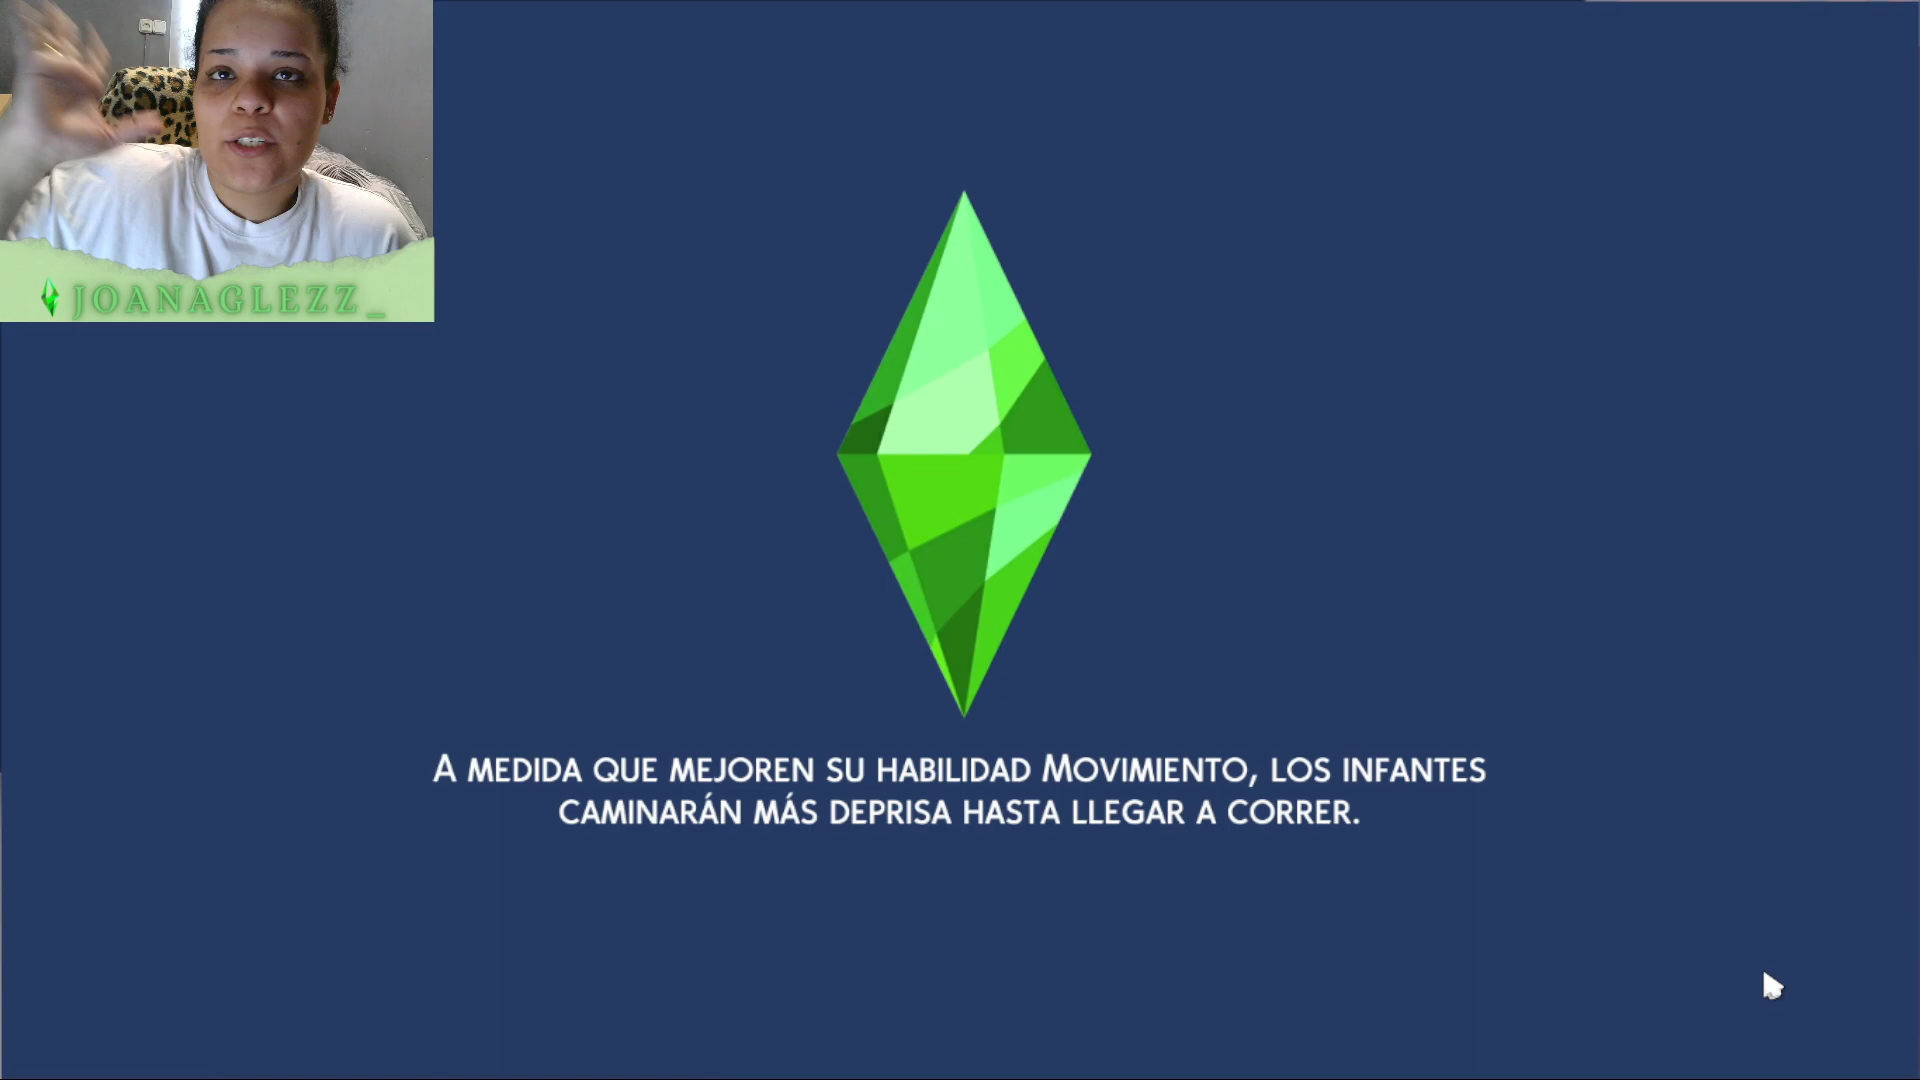 JOANAGLEZZ_
A MEDIDA QUE MEJOREN SU HABILIDAD MOVIMIENTO, LOS INFANTES
CAMINARÁN MÁS DEPRISA HASTA LLEGAR A CORRER.